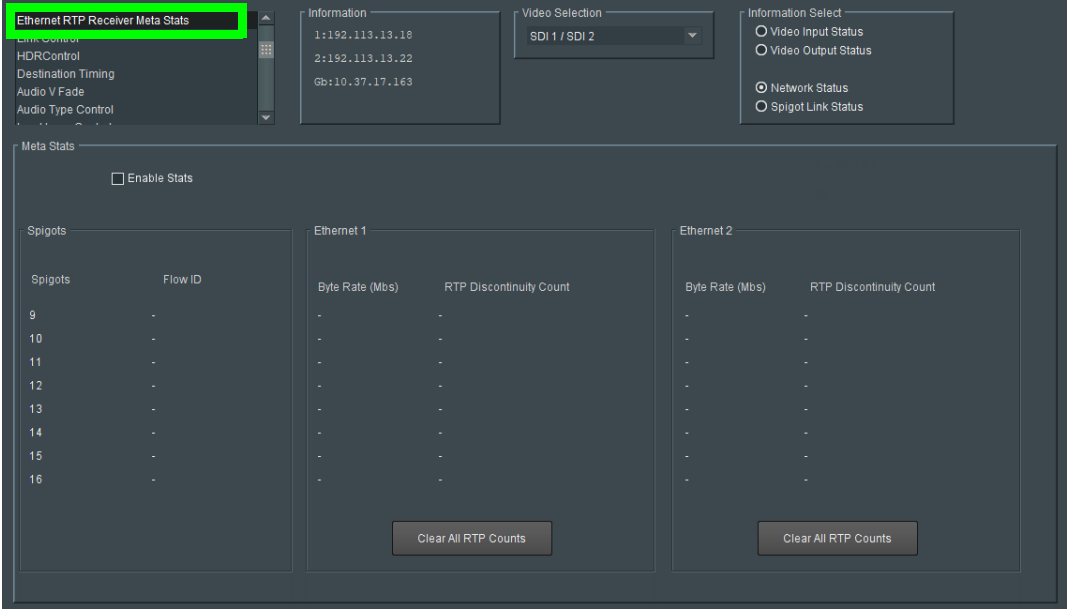 Ethernet RTP Receiver Meta Stats
Link Control
HDRControl
Destination Timing
Audio V Fade
Audio Type Control
Information
1:192.113.13.18
2:192.113.13.22
Gb:10.37.17.163
Video Selection
SDI 1 / SDI 2
Information Select
Video Input Status
Video Output Status
Network Status
Spigot Link Status
Meta Stats
Enable Stats
Spigots
Ethernet 1
Ethernet 2
Spigots Flow ID
Byte Rate (Mbs) RTP Discontinuity Count
Byte Rate (Mbs) RTP Discontinuity Count
9 - - - - -
10 - - - - -
11 - - - - -
12 - - - - -
13 - - - - -
14 - - - - -
15 - - - - -
16 - - - - -
Clear All RTP Counts
Clear All RTP Counts